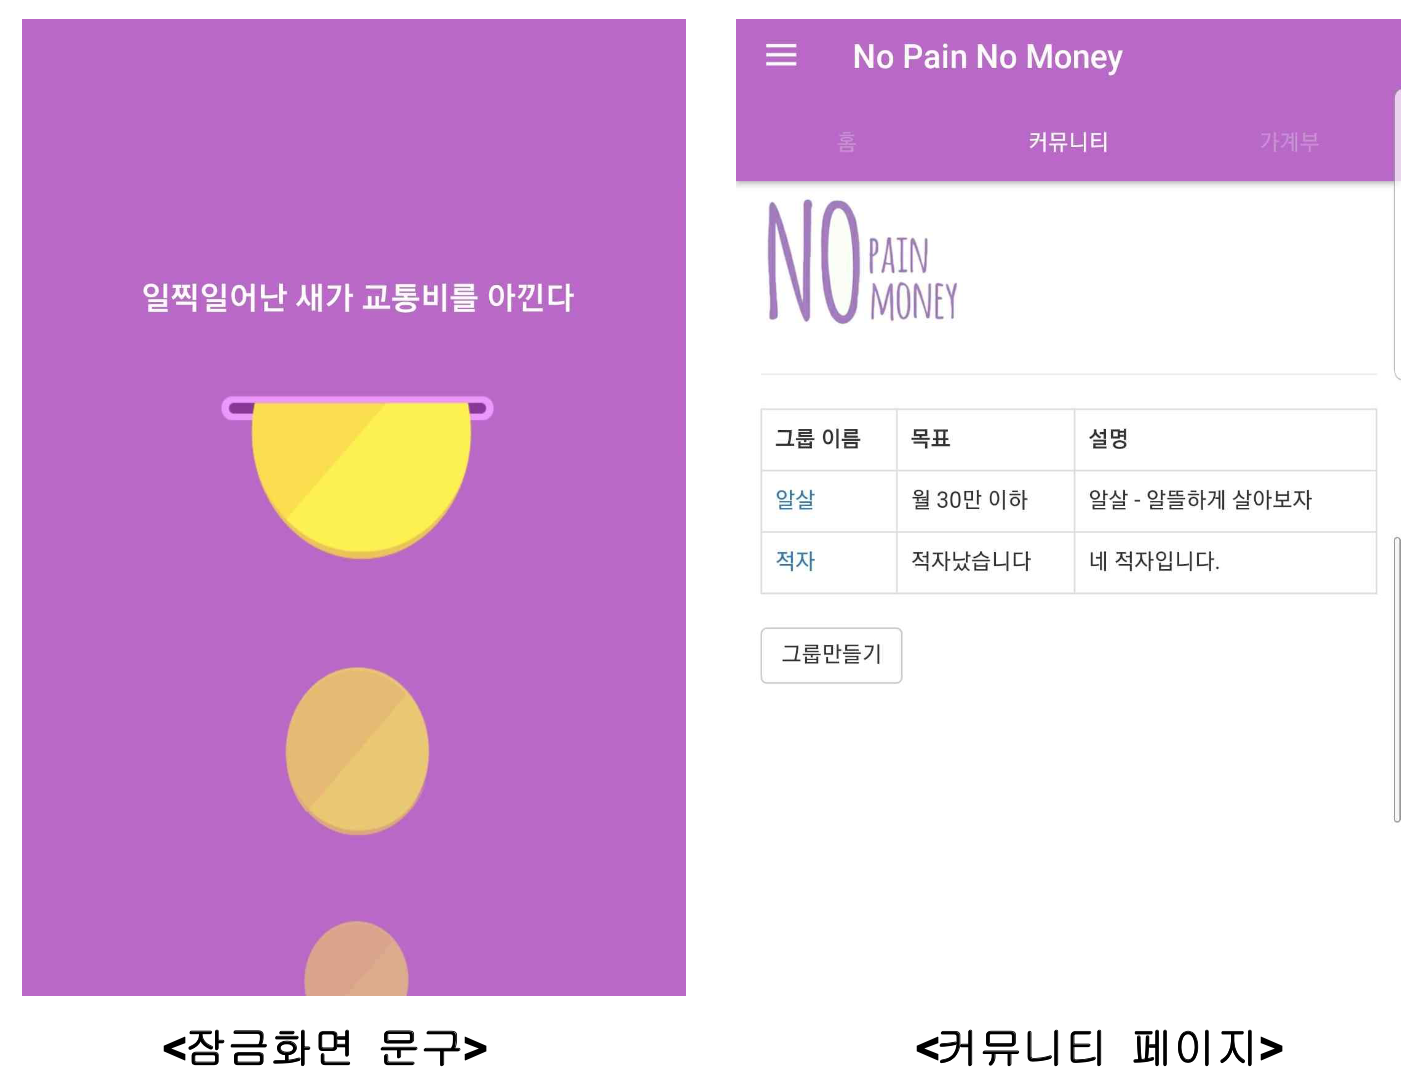 일찍일어난 새가 교통비를 아낀다
<잠금화면 문구>
No Pain No Money
홈 커뮤니티 가계부
NO PAIN MONEY
그룹 이름 목표 설명
알살 월 30만 이하 알살 - 알뜰하게 살아보자
적자 적자났습니다 네 적자입니다.
그룹만들기
<커뮤니티 페이지>